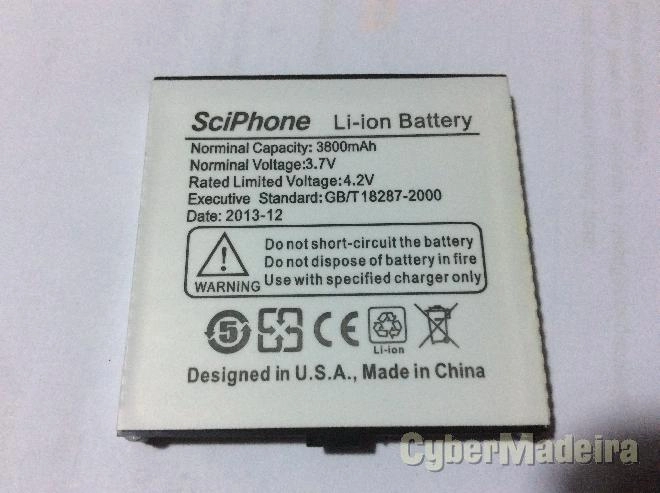 SciPhone Li-ion Battery
Norminal Capacity: 3800mAh
Norminal Voltage:3.7V
Rated Limited Voltage:4.2V
Executive Standard:GB/T18287-2000
Date: 2013-12
Do not short-circuit the battery
Do not dispose of battery in fire
WARNING Use with specified charger only
5 CE
Li-ion
Designed in U.S.A., Made in China
CyberMadeira